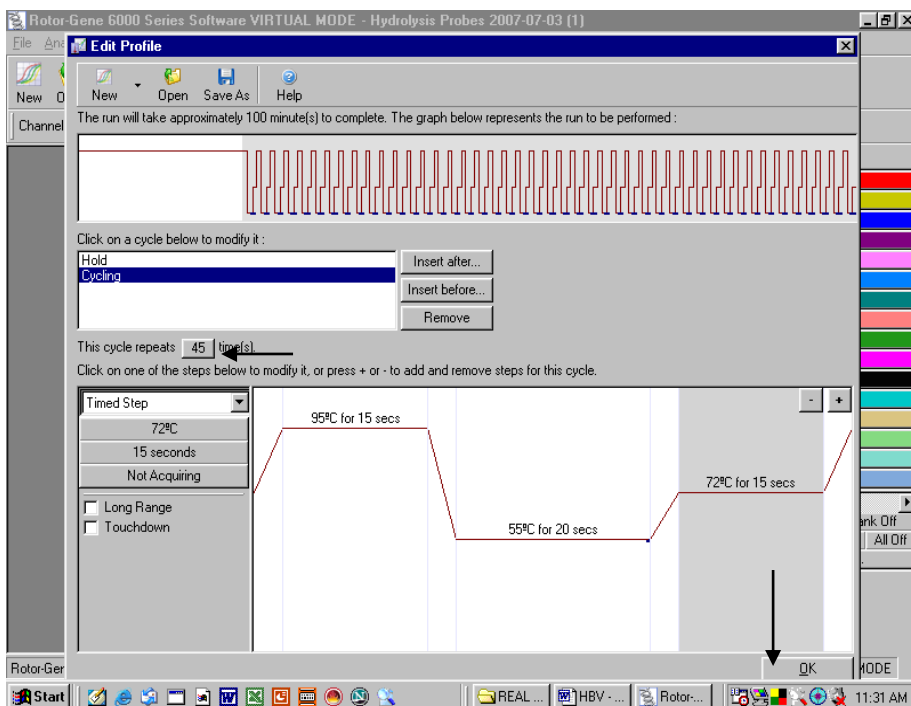 Rotor-Gene 6000 Series Software VIRTUAL MODE - Hydrolysis Probes 2007-07-03 (1)
File Ana
Edit Profile
New
New Open Save As Help
Channel
The run will take approximately 100 minute(s) to complete. The graph below represents the run to be performed :
Click on a cycle below to modify it :
Hold
Cycling
Insert after...
Insert before...
Remove
This cycle repeats 45 time(s).
Click on one of the steps below to modify it, or press + or - to add and remove steps for this cycle.
Timed Step
- +
72ºC
15 seconds
Not Acquiring
Long Range
Touchdown
95ºC for 15 secs
55ºC for 20 secs
72ºC for 15 secs
ank Off
All Off
OK
Rotor-Ger
MODE
Start
REAL ...
HBV - ...
Rotor-...
11:31 AM